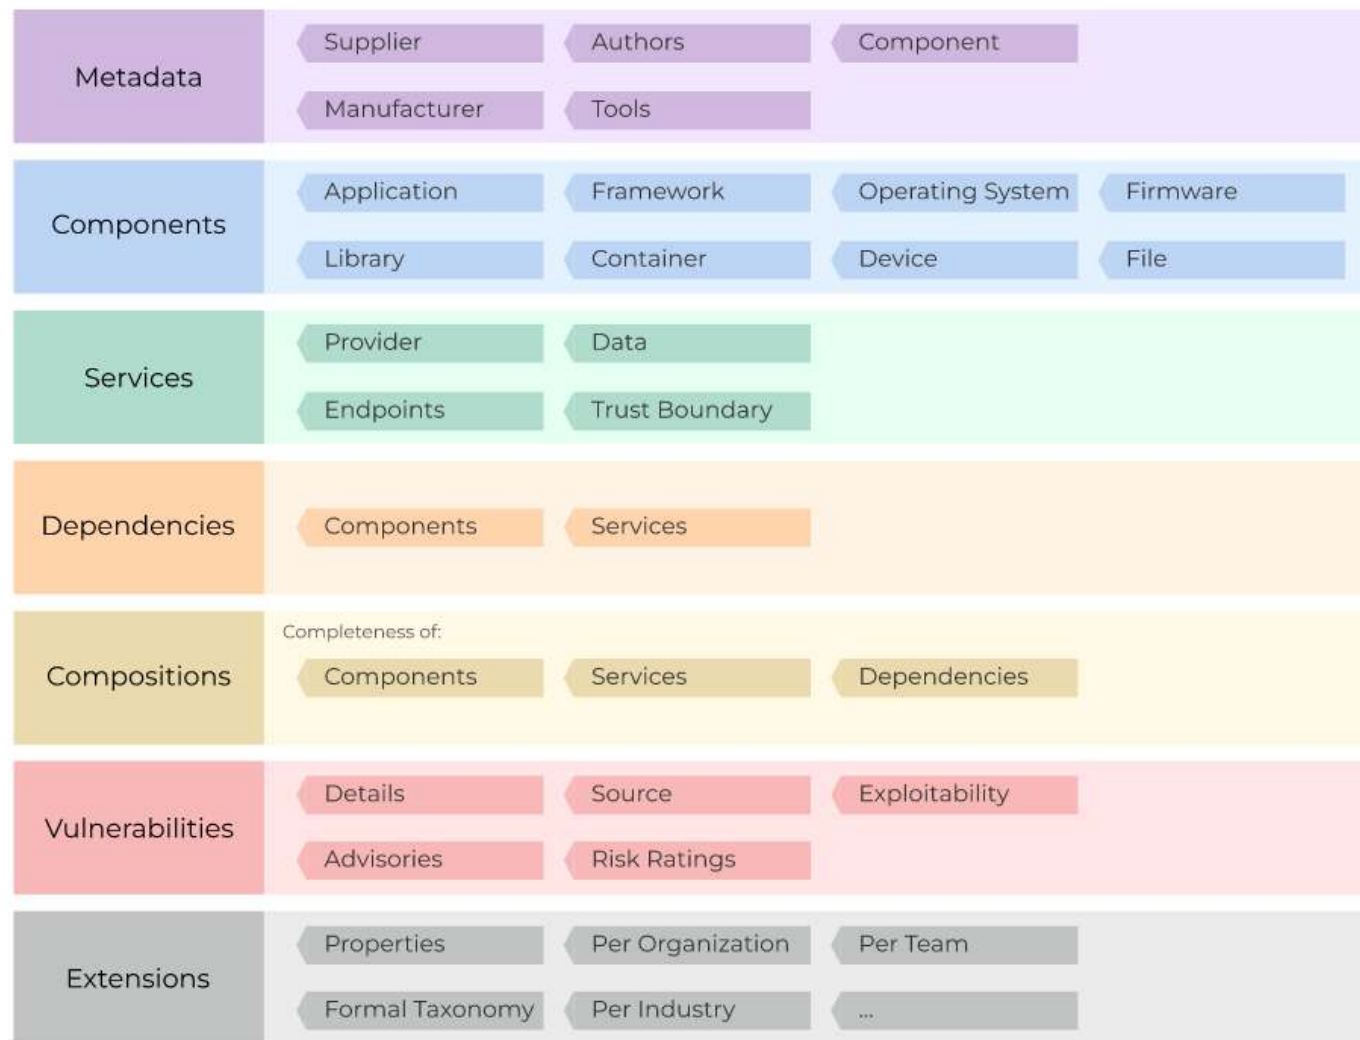 Metadata
Supplier
Authors
Component
Manufacturer
Tools
Components
Application
Framework
Operating System
Firmware
Library
Container
Device
File
Services
Provider
Data
Endpoints
Trust Boundary
Dependencies
Components
Services
Compositions
Completeness of:
Components
Services
Dependencies
Vulnerabilities
Details
Source
Exploitability
Advisories
Risk Ratings
Extensions
Properties
Per Organization
Per Team
Formal Taxonomy
Per Industry
...